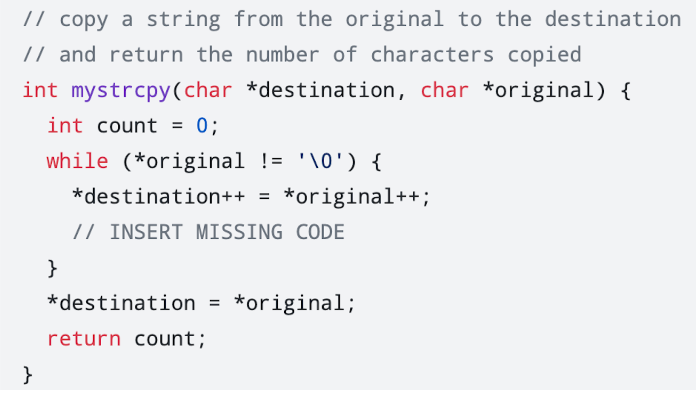 // copy a string from the original to the destination
// and return the number of characters copied
int mystrcpy(char *destination, char *original) {
  int count = 0;
  while (*original != '\0') {
    *destination++ = *original++;
    // INSERT MISSING CODE
  }
  *destination = *original;
  return count;
}